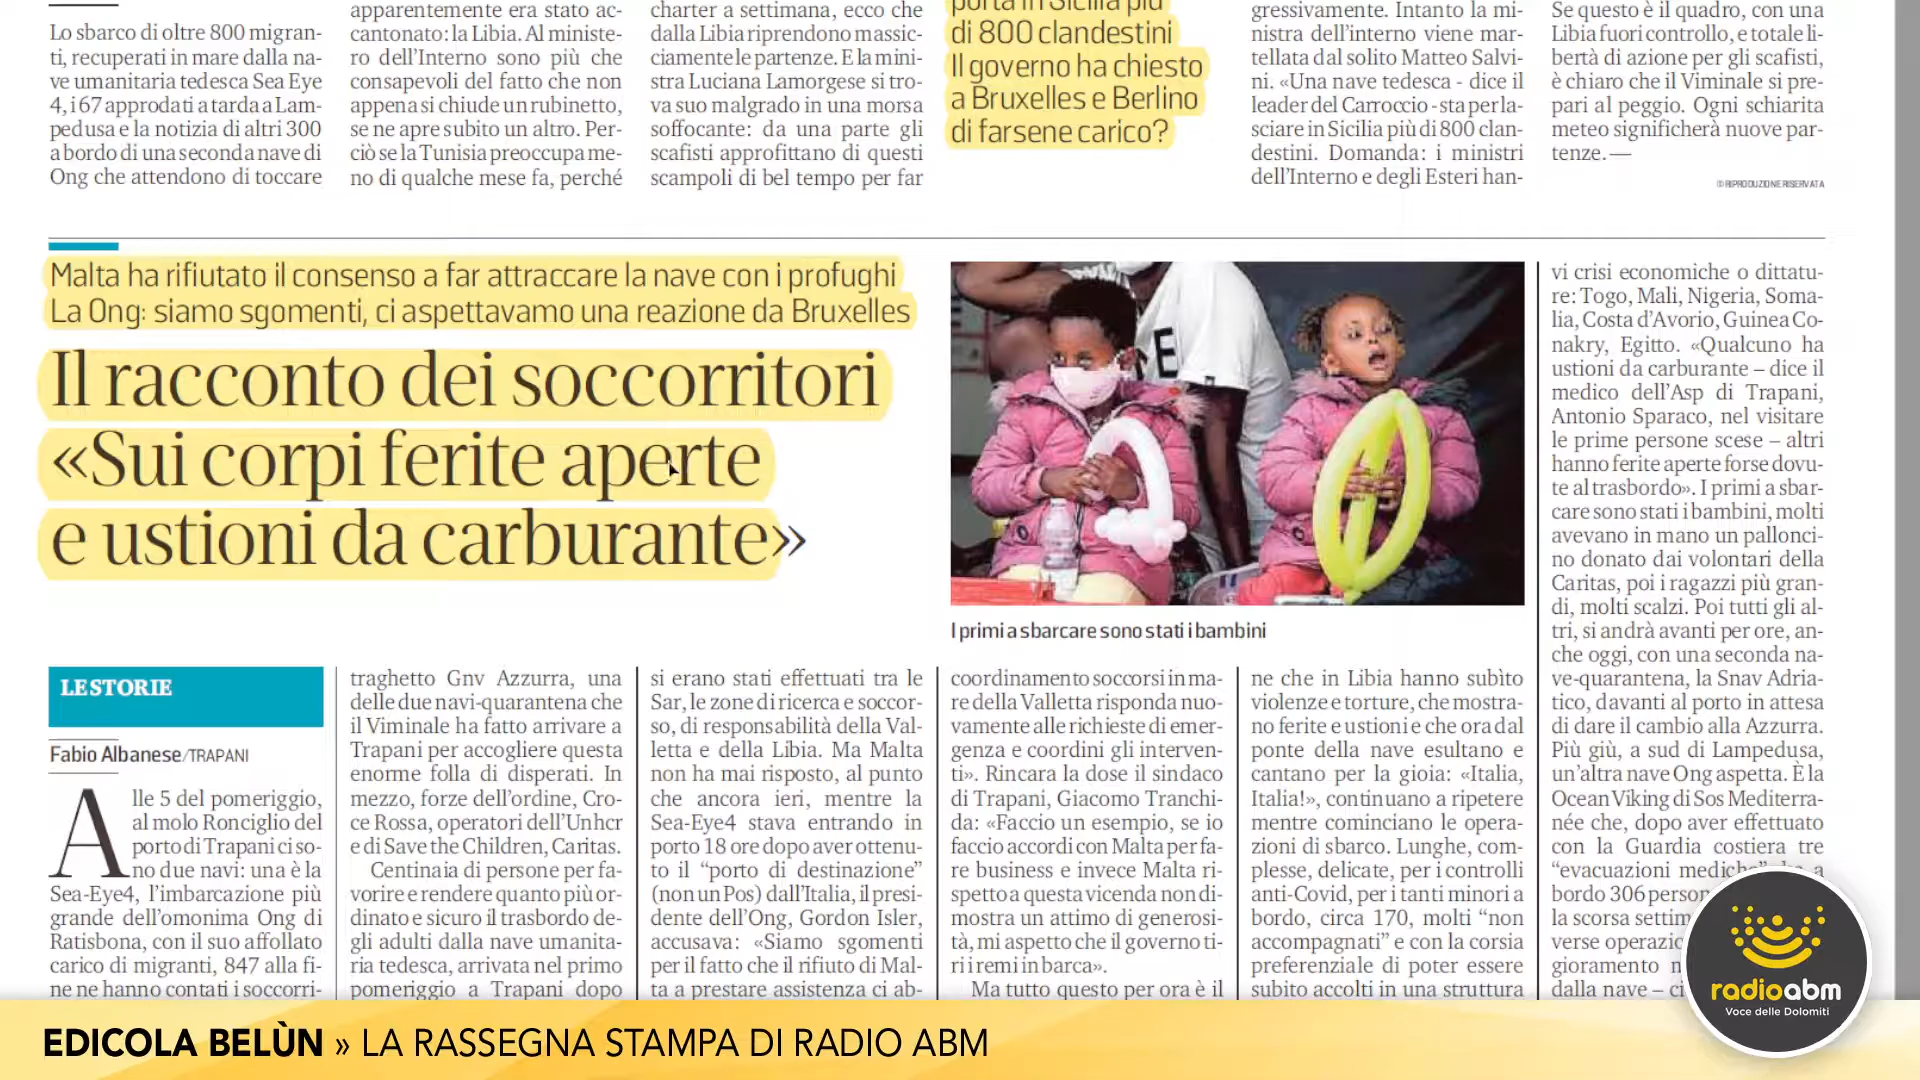 Lo sbarco di oltre 800 migran-
ti, recuperati in mare dalla na-
ve umanitaria tedesca Sea Eye
4, i 67 approdati a tarda a Lam-
pedusa e la notizia di altri 300
a bordo di una seconda nave di
Ong che attendono di toccare
apparentemente era stato ac-
cantonato: la Libia. Al ministe-
ro dell'Interno sono più che
consapevoli del fatto che non
appena si chiude un rubinetto,
se ne apre subito un altro. Per-
ciò se la Tunisia preoccupa me-
no di qualche mese fa, perché
charter a settimana, ecco che
dalla Libia riprendono massic-
ciamente le partenze. E la mini-
stra Luciana Lamorgese si tro-
va suo malgrado in una morsa
soffocante: da una parte gli
scafisti approfittano di questi
scampoli di bel tempo per far
porta in Sicilia più
di 800 clandestini
Il governo ha chiesto
a Bruxelles e Berlino
di farsene carico?
gressivamente. Intanto la mi-
nistra dell'interno viene mar-
tellata dal solito Matteo Salvi-
ni. «Una nave tedesca - dice il
leader del Carroccio - sta per la-
sciare in Sicilia più di 800 clan-
destini. Domanda: i ministri
dell'Interno e degli Esteri han-
Se questo è il quadro, con una
Libia fuori controllo, e totale li-
bertà di azione per gli scafisti,
è chiaro che il Viminale si pre-
pari al peggio. Ogni schiarita
meteo significherà nuove par-
tenze. —
© RIPRODUZIONE RISERVATA
Malta ha rifiutato il consenso a far attraccare la nave con i profughi
La Ong: siamo sgomenti, ci aspettavamo una reazione da Bruxelles
Il racconto dei soccorritori
«Sui corpi ferite aperte
e ustioni da carburante»
I primi a sbarcare sono stati i bambini
LE STORIE
Fabio Albanese/TRAPANI
Alle 5 del pomeriggio,
al molo Ronciglio del
porto di Trapani ci so-
no due navi: una è la
Sea-Eye4, l'imbarcazione più
grande dell'omonima Ong di
Ratisbona, con il suo affollato
carico di migranti, 847 alla fi-
ne ne hanno contati i soccorri-
traghetto Gnv Azzurra, una
delle due navi-quarantena che
il Viminale ha fatto arrivare a
Trapani per accogliere questa
enorme folla di disperati. In
mezzo, forze dell'ordine, Cro-
ce Rossa, operatori dell'Unhcr
e di Save the Children, Caritas.
Centinaia di persone per fa-
vorire e rendere quanto più or-
dinato e sicuro il trasbordo de-
gli adulti dalla nave umanita-
ria tedesca, arrivata nel primo
pomeriggio a Trapani dopo
si erano stati effettuati tra le
Sar, le zone di ricerca e soccor-
so, di responsabilità della Val-
letta e della Libia. Ma Malta
non ha mai risposto, al punto
che ancora ieri, mentre la
Sea-Eye4 stava entrando in
porto 18 ore dopo aver ottenu-
to il "porto di destinazione"
(non un Pos) dall'Italia, il presi-
dente dell'Ong, Gordon Isler,
accusava: «Siamo sgomenti
per il fatto che il rifiuto di Mal-
ta a prestare assistenza ci ab-
coordinamento soccorsi in ma-
re della Valletta risponda nuo-
vamente alle richieste di emer-
genza e coordini gli interven-
ti». Rincara la dose il sindaco
di Trapani, Giacomo Tranchi-
da: «Faccio un esempio, se io
faccio accordi con Malta per fa-
re business e invece Malta ri-
spetto a questa vicenda non di-
mostra un attimo di generosi-
tà, mi aspetto che il governo ti-
ri i remi in barca».
Ma tutto questo per ora è il
ne che in Libia hanno subìto
violenze e torture, che mostra-
no ferite e ustioni e che ora dal
ponte della nave esultano e
cantano per la gioia: «Italia,
Italia!», continuano a ripetere
mentre cominciano le opera-
zioni di sbarco. Lunghe, com-
plesse, delicate, per i controlli
anti-Covid, per i tanti minori a
bordo, circa 170, molti "non
accompagnati" e con la corsia
preferenziale di poter essere
subito accolti in una struttura
vi crisi economiche o dittatu-
re: Togo, Mali, Nigeria, Soma-
lia, Costa d'Avorio, Guinea Co-
nakry, Egitto. «Qualcuno ha
ustioni da carburante – dice il
medico dell'Asp di Trapani,
Antonio Sparaco, nel visitare
le prime persone scese – altri
hanno ferite aperte forse dovu-
te al trasbordo». I primi a sbar-
care sono stati i bambini, molti
avevano in mano un pallonci-
no donato dai volontari della
Caritas, poi i ragazzi più gran-
di, molti scalzi. Poi tutti gli al-
tri, si andrà avanti per ore, an-
che oggi, con una seconda na-
ve-quarantena, la Snav Adria-
tico, davanti al porto in attesa
di dare il cambio alla Azzurra.
Più giù, a sud di Lampedusa,
un'altra nave Ong aspetta. È la
Ocean Viking di Sos Mediterra-
née che, dopo aver effettuato
con la Guardia costiera tre
"evacuazioni mediche" a
bordo 306 person
la scorsa settim
verse operazio
gioramento
dalla nave –
radioabm
Voce delle Dolomiti
EDICOLA BELÙN » LA RASSEGNA STAMPA DI RADIO ABM